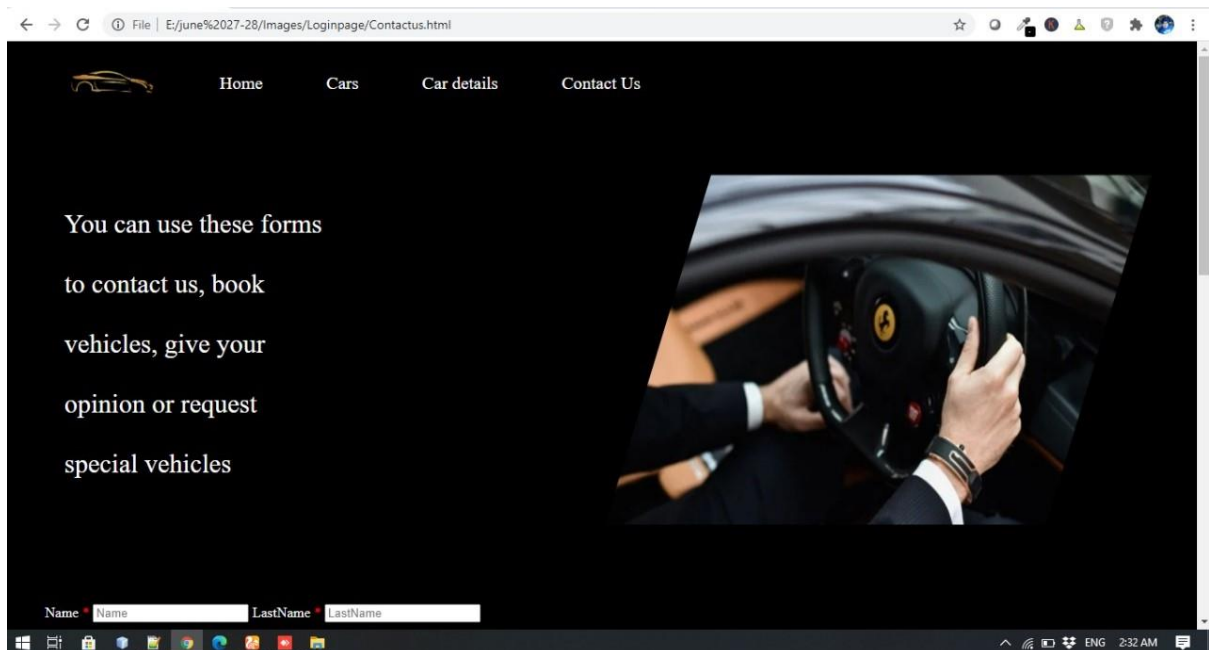 File E:/june%2027-28/Images/Loginpage/Contactus.html
Home Cars Car details Contact Us
You can use these forms
to contact us, book
vehicles, give your
opinion or request
special vehicles
Name * Name LastName * LastName
ENG 2:32 AM